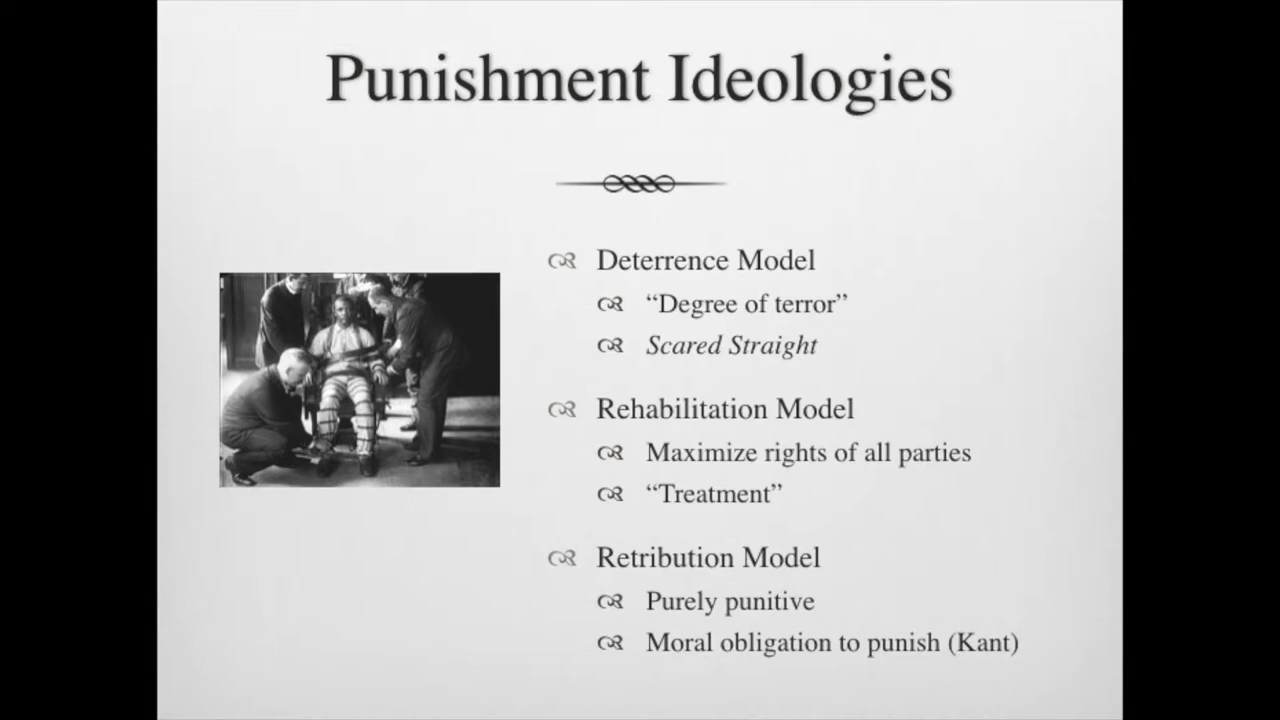 Punishment Ideologies
Deterrence Model
“Degree of terror”
Scared Straight
Rehabilitation Model
Maximize rights of all parties
“Treatment”
Retribution Model
Purely punitive
Moral obligation to punish (Kant)